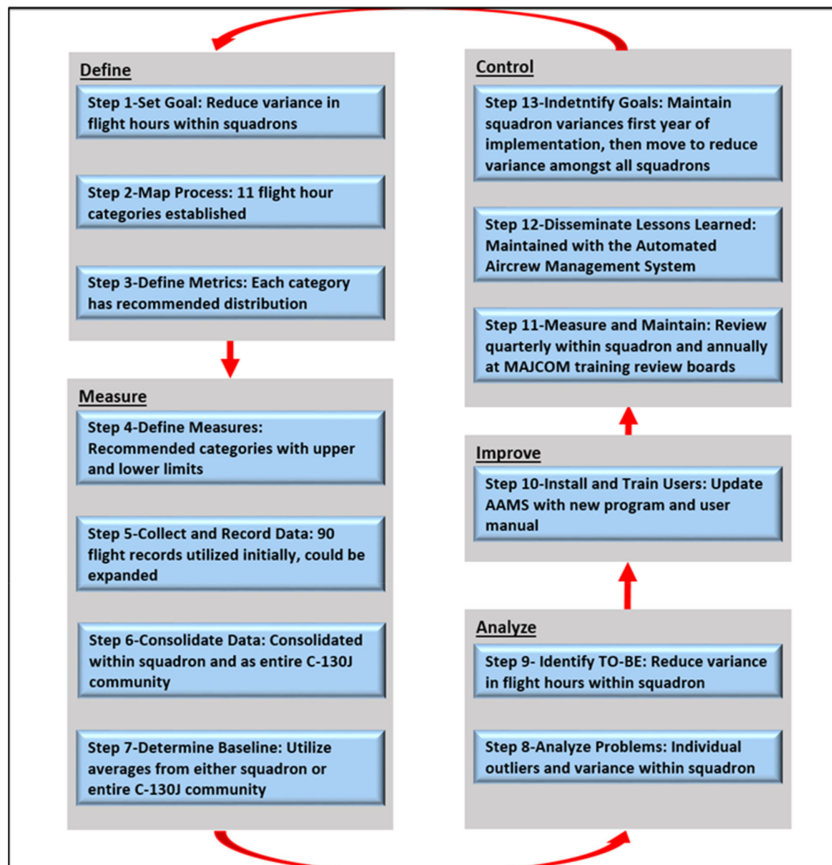 Define
Step 1-Set Goal: Reduce variance in
flight hours within squadrons
Step 2-Map Process: 11 flight hour
categories established
Step 3-Define Metrics: Each category
has recommended distribution
Measure
Step 4-Define Measures:
Recommended categories with upper
and lower limits
Step 5-Collect and Record Data: 90
flight records utilized initially, could be
expanded
Step 6-Consolidate Data: Consolidated
within squadron and as entire C-130J
community
Step 7-Determine Baseline: Utilize
averages from either squadron or
entire C-130J community
Control
Step 13-Indetntify Goals: Maintain
squadron variances first year of
implementation, then move to reduce
variance amongst all squadrons
Step 12-Disseminate Lessons Learned:
Maintained with the Automated
Aircrew Management System
Step 11-Measure and Maintain: Review
quarterly within squadron and annually
at MAJCOM training review boards
Improve
Step 10-Install and Train Users: Update
AAMS with new program and user
manual
Analyze
Step 9- Identify TO-BE: Reduce variance
in flight hours within squadron
Step 8-Analyze Problems: Individual
outliers and variance within squadron